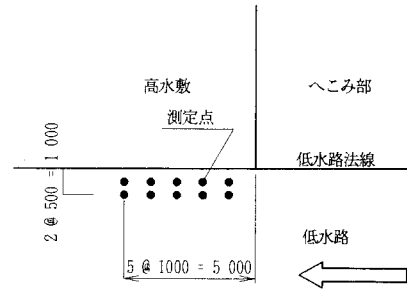 高水敷
へこみ部
測定点
低水路法線
2 @ 500 = 1 000
低水路
5 @ 1000 = 5 000